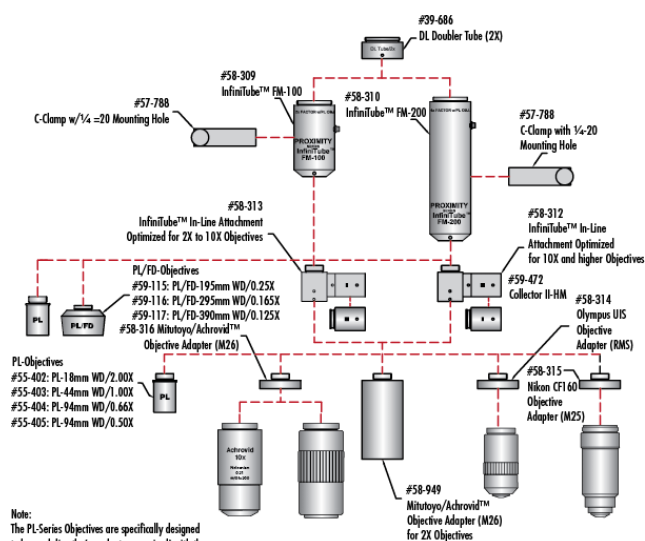 #39-686
DL Doubler Tube (2X)
DL Tube/2x
#58-309
InfiniTube™ FM-100
#58-310
InfiniTube™ FM-200
#57-788
C-Clamp w/¼ =20 Mounting Hole
#57-788
C-Clamp with ¼-20
Mounting Hole
PROXIMITY
InfiniTube™
FM-100
PROXIMITY
InfiniTube™
FM-200
#58-313
InfiniTube™ In-Line Attachment
Optimized for 2X to 10X Objectives
#58-312
InfiniTube™ In-Line
Attachment Optimized
for 10X and higher Objectives
PL/FD-Objectives
#59-115: PL/FD-195mm WD/0.25X
#59-116: PL/FD-295mm WD/0.165X
#59-117: PL/FD-390mm WD/0.125X
#59-472
Collector II-HM
PL
PL/FD
#58-316 Mitutoyo/Achrovid™
Objective Adapter (M26)
#58-314
Olympus UIS
Objective
Adapter (RMS)
PL-Objectives
#55-402: PL-18mm WD/2.00X
#55-403: PL-44mm WD/1.00X
#55-404: PL-94mm WD/0.66X
#55-405: PL-94mm WD/0.50X
PL
#58-315
Nikon CF160
Objective
Adapter (M25)
Achrovid
10x
#58-949
Mitutoyo/Achrovid™
Objective Adapter (M26)
for 2X Objectives
Note:
The PL-Series Objectives are specifically designed